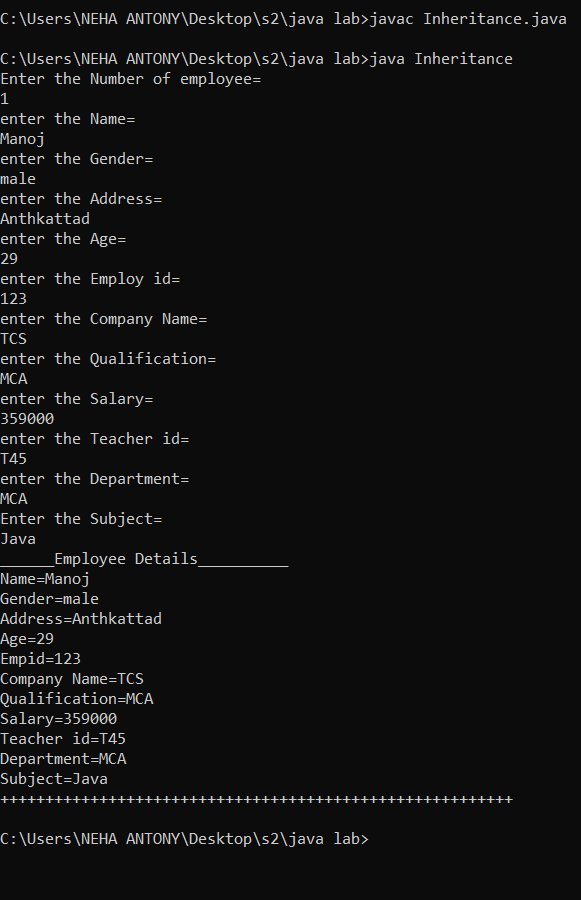 C:\Users\NEHA ANTONY\Desktop\s2\java lab>javac Inheritance.java
C:\Users\NEHA ANTONY\Desktop\s2\java lab>java Inheritance
Enter the Number of employee=
1
enter the Name=
Manoj
enter the Gender=
male
enter the Address=
Anthkattad
enter the Age=
29
enter the Employ id=
123
enter the Company Name=
TCS
enter the Qualification=
MCA
enter the Salary=
359000
enter the Teacher id=
T45
enter the Department=
MCA
Enter the Subject=
Java
______Employee Details__________
Name=Manoj
Gender=male
Address=Anthkattad
Age=29
Empid=123
Company Name=TCS
Qualification=MCA
Salary=359000
Teacher id=T45
Department=MCA
Subject=Java
+++++++++++++++++++++++++++++++++++++++++++++++++++++++++
C:\Users\NEHA ANTONY\Desktop\s2\java lab>